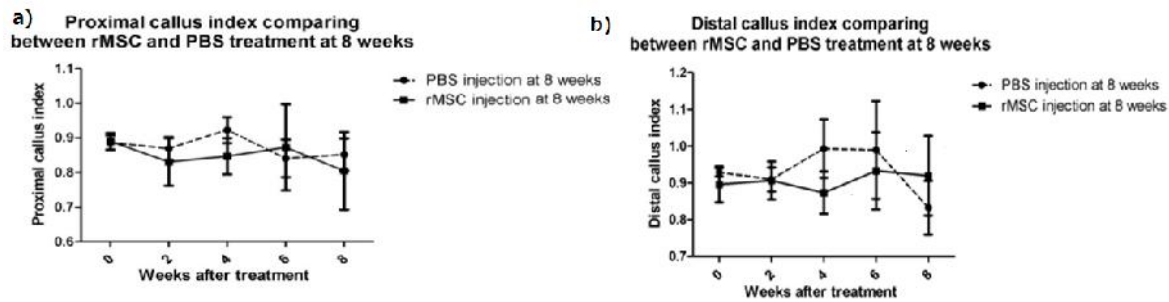 a)
Proximal callus index comparing
between rMSC and PBS treatment at 8 weeks
1.1
1.0
0.9
0.8
0.7
0.6
Proximal callus index
0
2
4
6
8
Weeks after treatment
PBS injection at 8 weeks
rMSC injection at 8 weeks
b)
Distal callus index comparing
between rMSC and PBS treatment at 8 weeks
1.2
1.1
1.0
0.9
0.8
0.7
Distal callus index
0
2
4
6
8
Weeks after treatment
PBS injection at 8 weeks
rMSC injection at 8 weeks